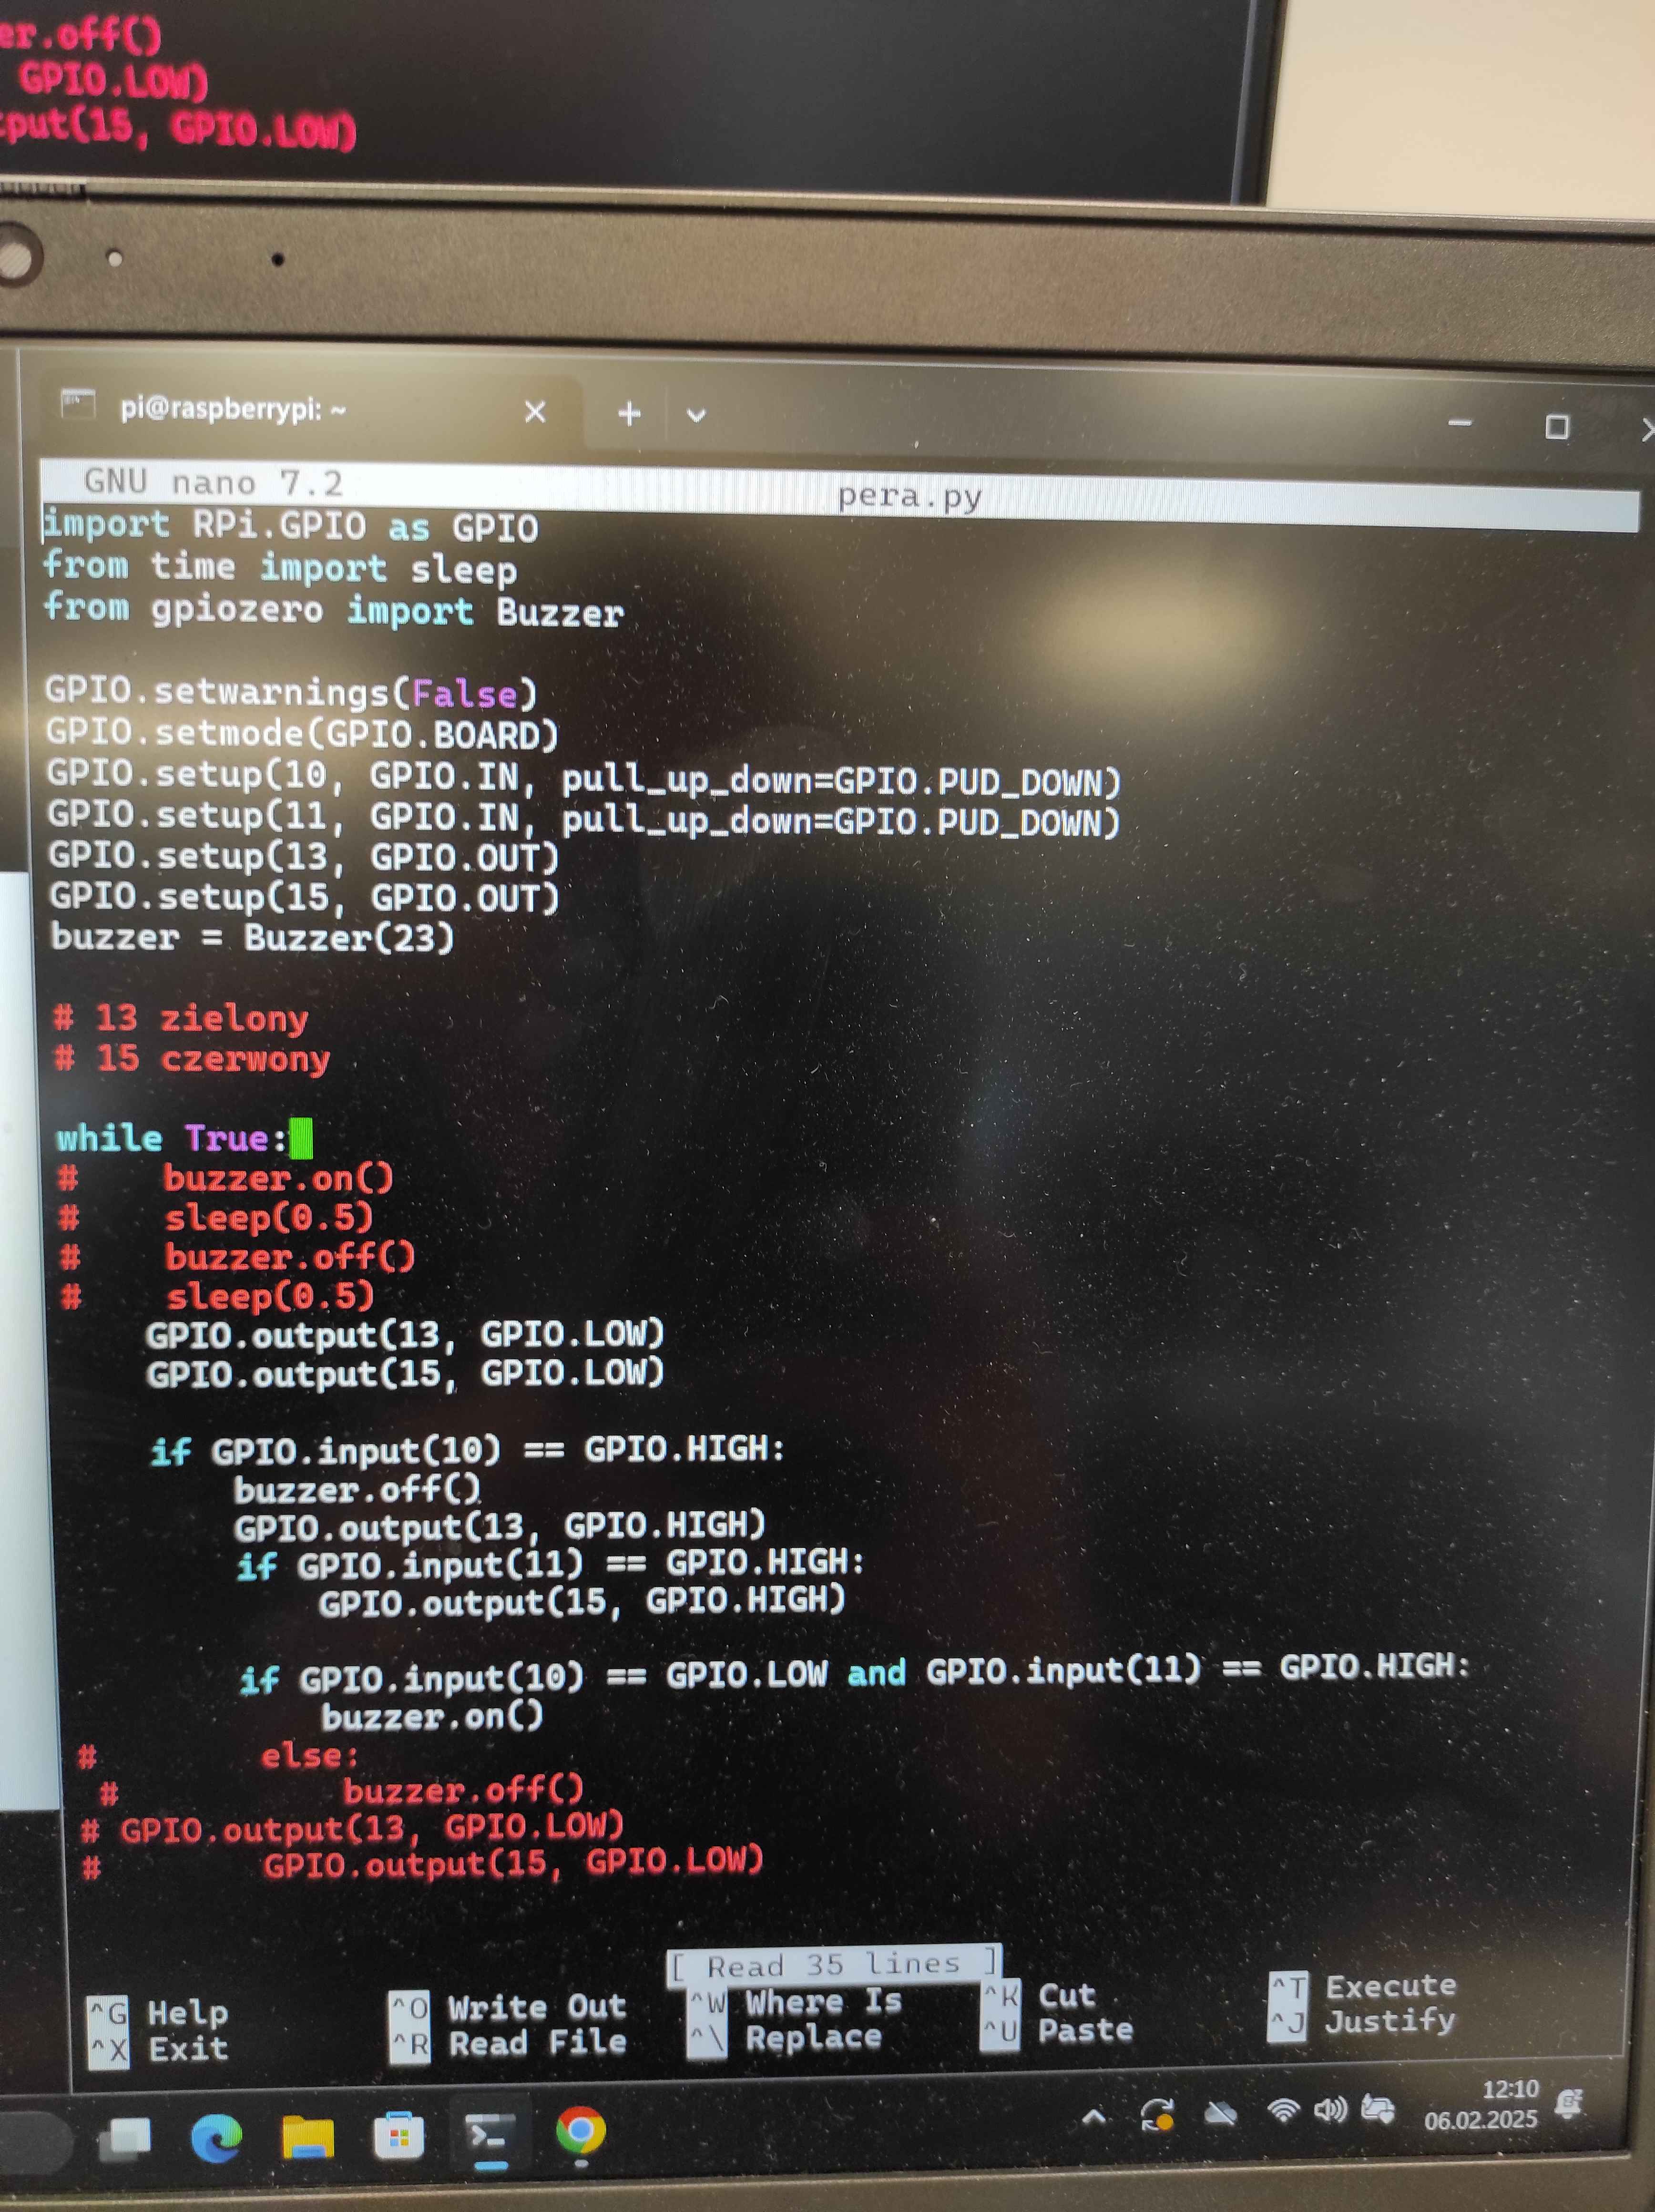 er.off()
GPIO.LOW)
put(15, GPIO.LOW)
pi@raspberrypi: ~
GNU nano 7.2 pera.py
import RPi.GPIO as GPIO
from time import sleep
from gpiozero import Buzzer
GPIO.setwarnings(False)
GPIO.setmode(GPIO.BOARD)
GPIO.setup(10, GPIO.IN, pull_up_down=GPIO.PUD_DOWN)
GPIO.setup(11, GPIO.IN, pull_up_down=GPIO.PUD_DOWN)
GPIO.setup(13, GPIO.OUT)
GPIO.setup(15, GPIO.OUT)
buzzer = Buzzer(23)
# 13 zielony
# 15 czerwony
while True:
#    buzzer.on()
#    sleep(0.5)
#    buzzer.off()
#    sleep(0.5)
    GPIO.output(13, GPIO.LOW)
    GPIO.output(15, GPIO.LOW)
    if GPIO.input(10) == GPIO.HIGH:
        buzzer.off()
        GPIO.output(13, GPIO.HIGH)
        if GPIO.input(11) == GPIO.HIGH:
            GPIO.output(15, GPIO.HIGH)
        if GPIO.input(10) == GPIO.LOW and GPIO.input(11) == GPIO.HIGH:
            buzzer.on()
#        else:
 #           buzzer.off()
# GPIO.output(13, GPIO.LOW)
#        GPIO.output(15, GPIO.LOW)
[ Read 35 lines ]
^G Help ^O Write Out ^W Where Is ^K Cut ^T Execute
^X Exit ^R Read File ^\ Replace ^U Paste ^J Justify
12:10
06.02.2025